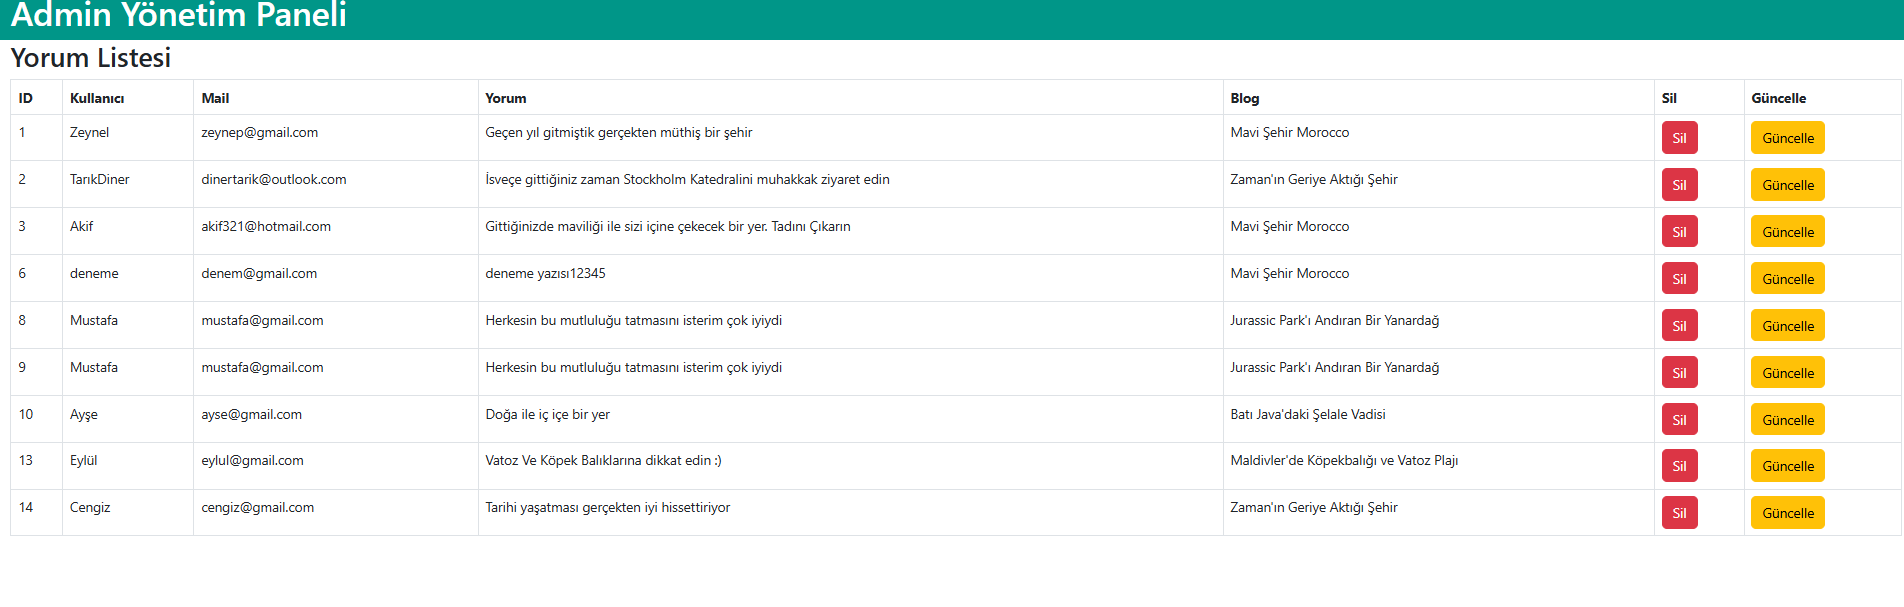 Admin Yönetim Paneli
Yorum Listesi
ID Kullanıcı Mail Yorum Blog Sil Güncelle
1 Zeynel zeynep@gmail.com Geçen yıl gitmiştik gerçekten müthiş bir şehir Mavi Şehir Morocco Sil Güncelle
2 TarıkDiner dinertarik@outlook.com İsveçe gittiğiniz zaman Stockholm Katedralini muhakkak ziyaret edin Zaman'ın Geriye Aktığı Şehir Sil Güncelle
3 Akif akif321@hotmail.com Gittiğinizde maviliği ile sizi içine çekecek bir yer. Tadını Çıkarın Mavi Şehir Morocco Sil Güncelle
6 deneme denem@gmail.com deneme yazısı12345 Mavi Şehir Morocco Sil Güncelle
8 Mustafa mustafa@gmail.com Herkesin bu mutluluğu tatmasını isterim çok iyiydi Jurassic Park'ı Andıran Bir Yanardağ Sil Güncelle
9 Mustafa mustafa@gmail.com Herkesin bu mutluluğu tatmasını isterim çok iyiydi Jurassic Park'ı Andıran Bir Yanardağ Sil Güncelle
10 Ayşe ayse@gmail.com Doğa ile iç içe bir yer Batı Java'daki Şelale Vadisi Sil Güncelle
13 Eylül eylul@gmail.com Vatoz Ve Köpek Balıklarına dikkat edin :) Maldivler'de Köpekbalığı ve Vatoz Plajı Sil Güncelle
14 Cengiz cengiz@gmail.com Tarihi yaşatması gerçekten iyi hissettiriyor Zaman'ın Geriye Aktığı Şehir Sil Güncelle